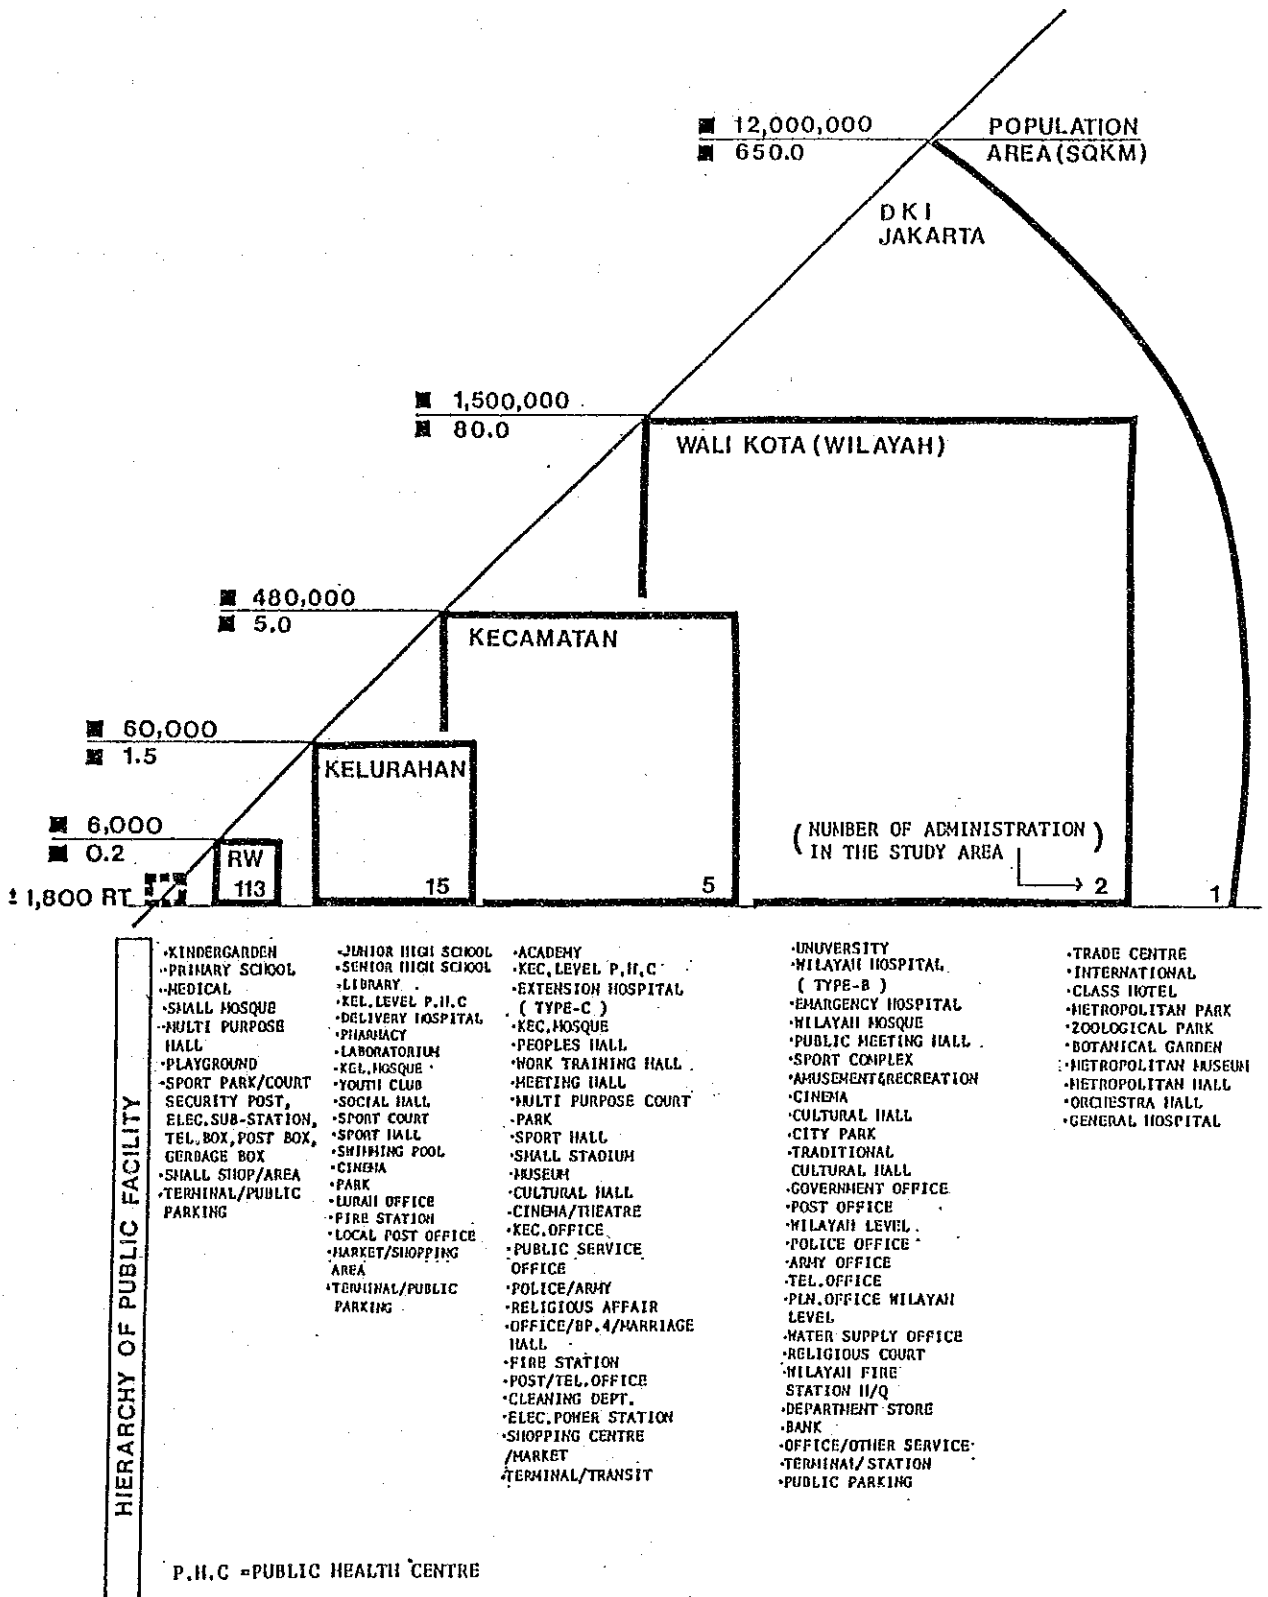 12,000,000 POPULATION
650.0 AREA (SQKM)
DKI
JAKARTA
1,500,000
80.0
WALI KOTA (WILAYAH)
480,000
5.0
KECAMATAN
60,000
1.5
KELURAHAN
6,000
0.2
RW
(NUMBER OF ADMINISTRATION
IN THE STUDY AREA)
± 1,800 RT
113
15
5
2
1
HIERARCHY OF PUBLIC FACILITY
·KINDERGARDEN
·PRIMARY SCHOOL
·MEDICAL
·SMALL MOSQUE
·MULTI PURPOSE
HALL
·PLAYGROUND
·SPORT PARK/COURT
SECURITY POST,
ELEC.SUB-STATION,
TEL.BOX,POST BOX,
GERBAGE BOX
·SMALL SHOP/AREA
·TERMINAL/PUBLIC
PARKING
·JUNIOR HIGH SCHOOL
·SENIOR HIGH SCHOOL
·LIBRARY
·KEL.LEVEL P.H.C
·DELIVERY HOSPITAL
·PHARMACY
·LABORATORIUM
·KEL.MOSQUE
·YOUTH CLUB
·SOCIAL HALL
·SPORT COURT
·SPORT HALL
·SWIMMING POOL
·CINEMA
·PARK
·LURAH OFFICE
·FIRE STATION
·LOCAL POST OFFICE
·MARKET/SHOPPING
AREA
·TERMINAL/PUBLIC
PARKING
·ACADEMY
·KEC.LEVEL P.H.C
·EXTENSION HOSPITAL
( TYPE-C )
·KEC.MOSQUE
·PEOPLES HALL
·WORK TRAINING HALL
·MEETING HALL
·MULTI PURPOSE COURT
·PARK
·SPORT HALL
·SMALL STADIUM
·MUSEUM
·CULTURAL HALL
·CINEMA/THEATRE
·KEC.OFFICE
·PUBLIC SERVICE
OFFICE
·POLICE/ARMY
·RELIGIOUS AFFAIR
·OFFICE/BP.4/MARRIAGE
HALL
·FIRE STATION
·POST/TEL.OFFICE
·CLEANING DEPT.
·ELEC.POWER STATION
·SHOPPING CENTRE
/MARKET
·TERMINAL/TRANSIT
·UNUVERSITY
·WILAYAH HOSPITAL
( TYPE-B )
·EMARGENCY HOSPITAL
·WILAYAH MOSQUE
·PUBLIC MEETING HALL
·SPORT COMPLEX
·AMUSEMENT&RECREATION
·CINEMA
·CULTURAL HALL
·CITY PARK
·TRADITIONAL
CULTURAL HALL
·GOVERNMENT OFFICE
·POST OFFICE
·WILAYAH LEVEL
·POLICE OFFICE
·ARMY OFFICE
·TEL.OFFICE
·PLN.OFFICE WILAYAH
LEVEL
·WATER SUPPLY OFFICE
·RELIGIOUS COURT
·WILAYAH FIRE
STATION H/Q
·DEPARTMENT STORE
·BANK
·OFFICE/OTHER SERVICE
·TERMINAL/STATION
·PUBLIC PARKING
·TRADE CENTRE
·INTERNATIONAL
·CLASS HOTEL
·METROPOLITAN PARK
·ZOOLOGICAL PARK
·BOTANICAL GARDEN
·METROPOLITAN MUSEUM
·METROPOLITAN HALL
·ORCHESTRA HALL
·GENERAL HOSPITAL
P.H.C =PUBLIC HEALTH CENTRE